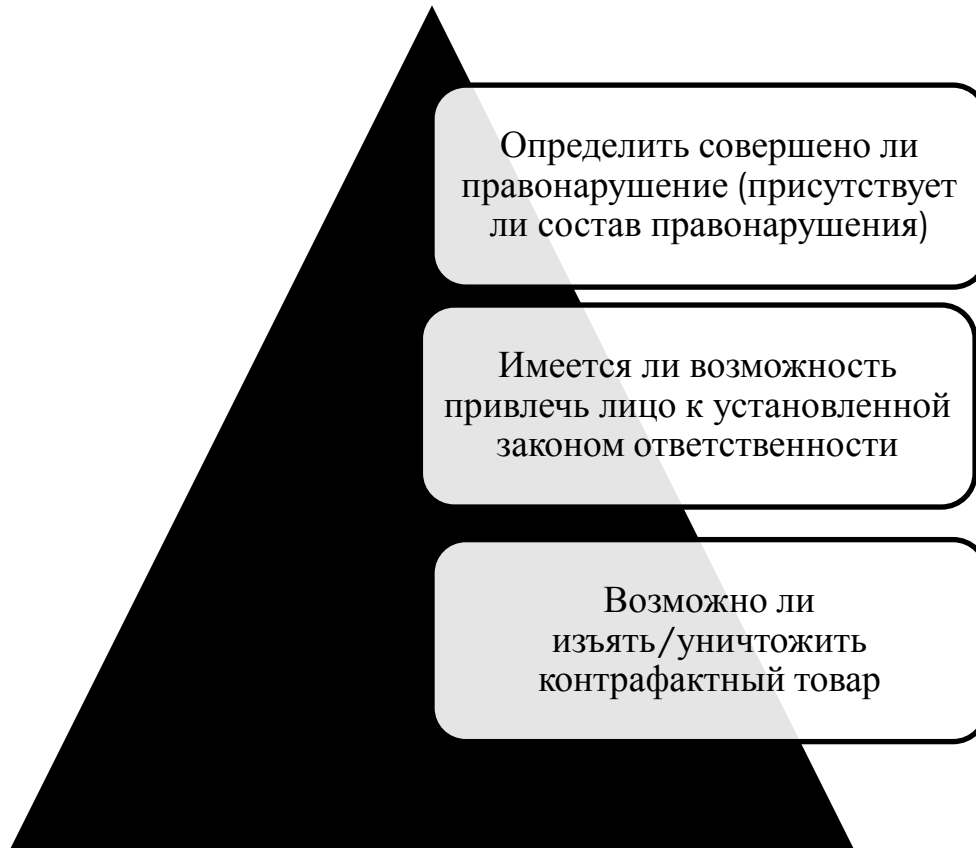 Определить совершено ли
правонарушение (присутствует
ли состав правонарушения)
Имеется ли возможность
привлечь лицо к установленной
законом ответственности
Возможно ли
изъять/уничтожить
контрафактный товар